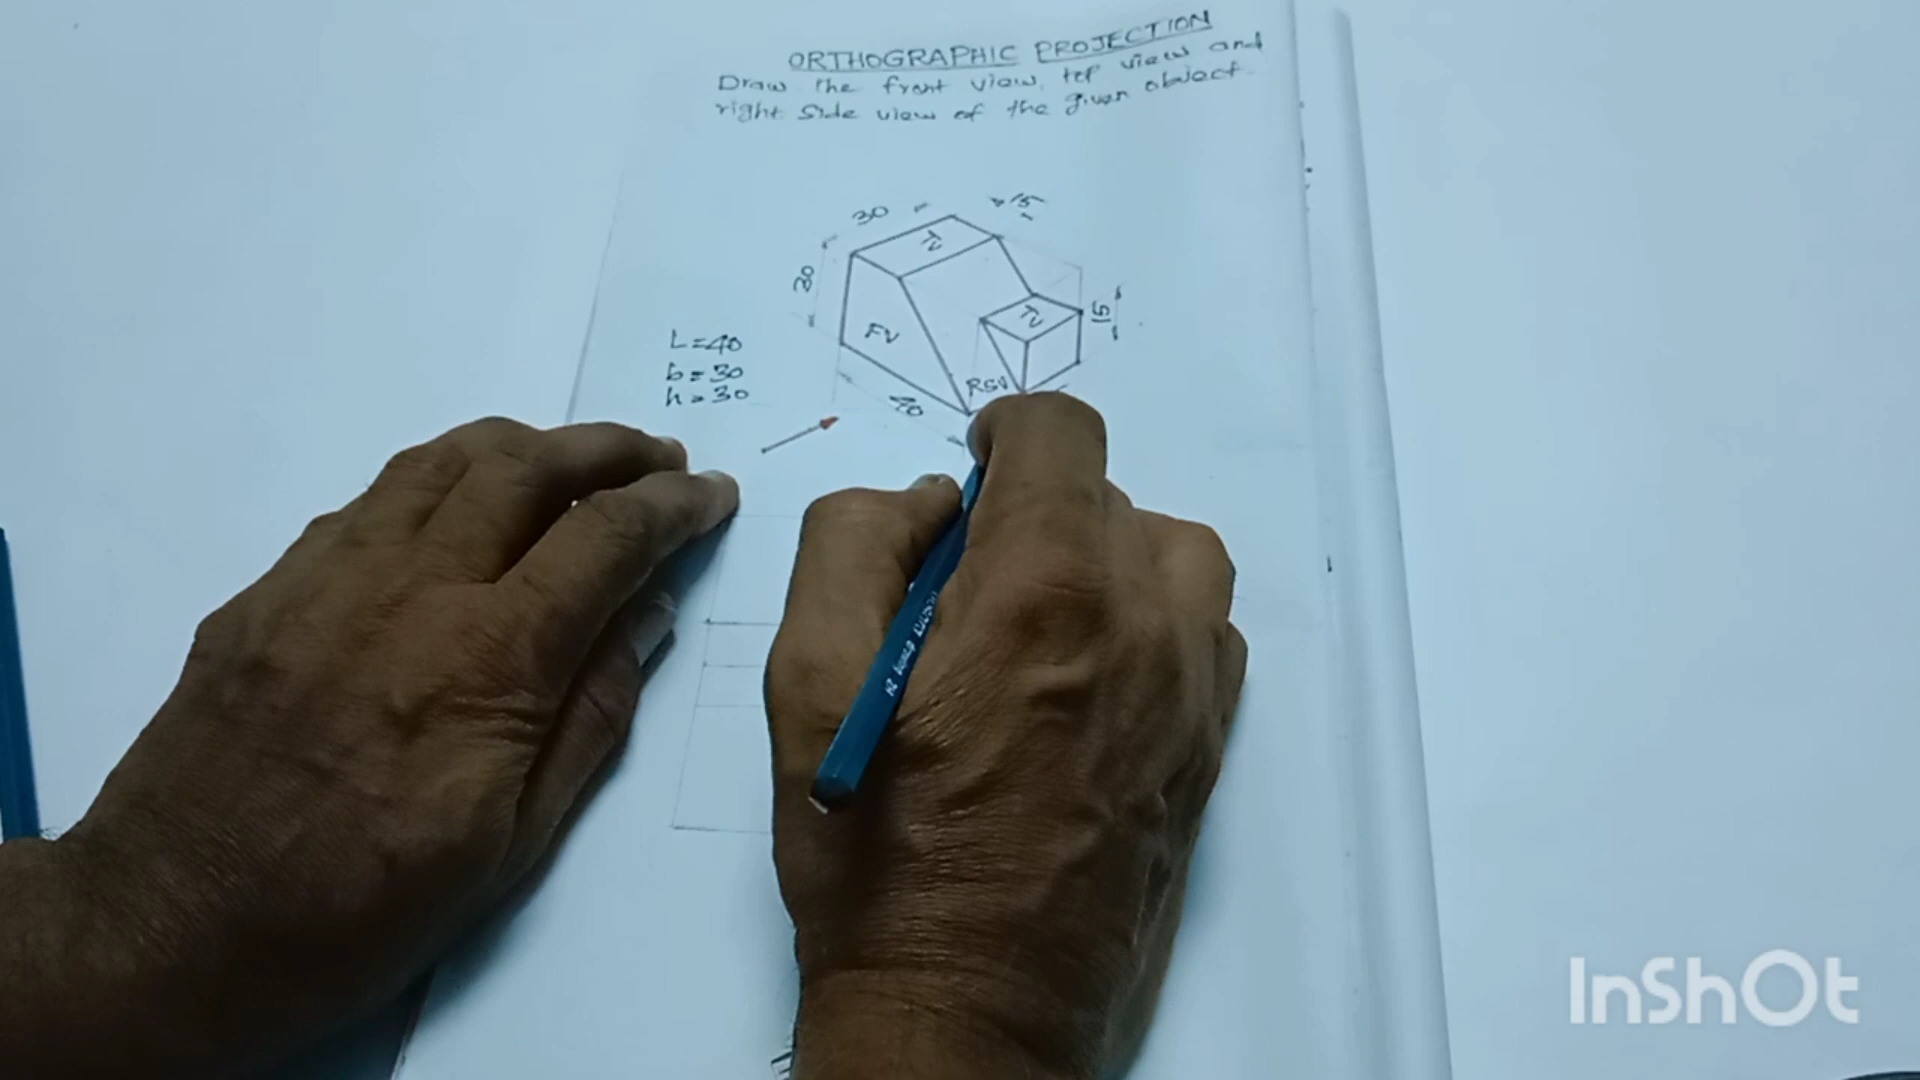 ORTHOGRAPHIC PROJECTION
Draw the front view, top view and
right side view of the given object.
30
15
TV
30
FV
TV
15
L=40
b=30
h=30
RSV
40
InShOt